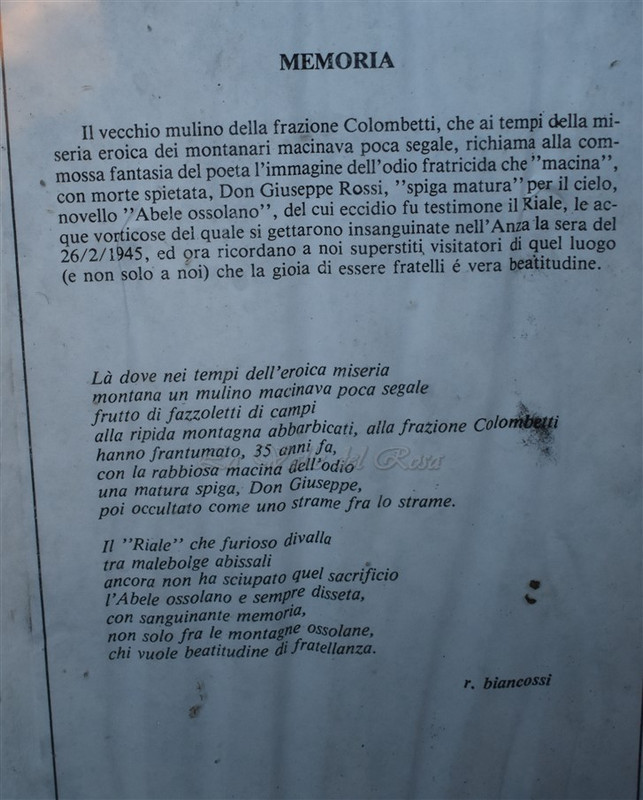 MEMORIA
Il vecchio mulino della frazione Colombetti, che ai tempi della mi-
seria eroica dei montanari macinava poca segale, richiama alla com-
mossa fantasia del poeta l'immagine dell'odio fratricida che "macina",
con morte spietata, Don Giuseppe Rossi, "spiga matura" per il cielo,
novello "Abele ossolano", del cui eccidio fu testimone il Riale, le ac-
que vorticose del quale si gettarono insanguinate nell'Anza la sera del
26/2/1945, ed ora ricordano a noi superstiti, visitatori di quel luogo
(e non solo a noi) che la gioia di essere fratelli é vera beatitudine.
Là dove nei tempi dell'eroica miseria
montana un mulino macinava poca segale
frutto di fazzoletti di campi
alla ripida montagna abbarbicati, alla frazione Colombetti
hanno frantumato, 35 anni fa,
con la rabbiosa macina dell'odio
una matura spiga, Don Giuseppe,
poi occultato come uno strame fra lo strame.
Il "Riale" che furioso divalla
tra malebolge abissali
ancora non ha sciupato quel sacrificio
l'Abele ossolano e sempre disseta,
con sanguinante memoria,
non solo fra le montagne ossolane,
chi vuole beatitudine di fratellanza.
r. biancossi